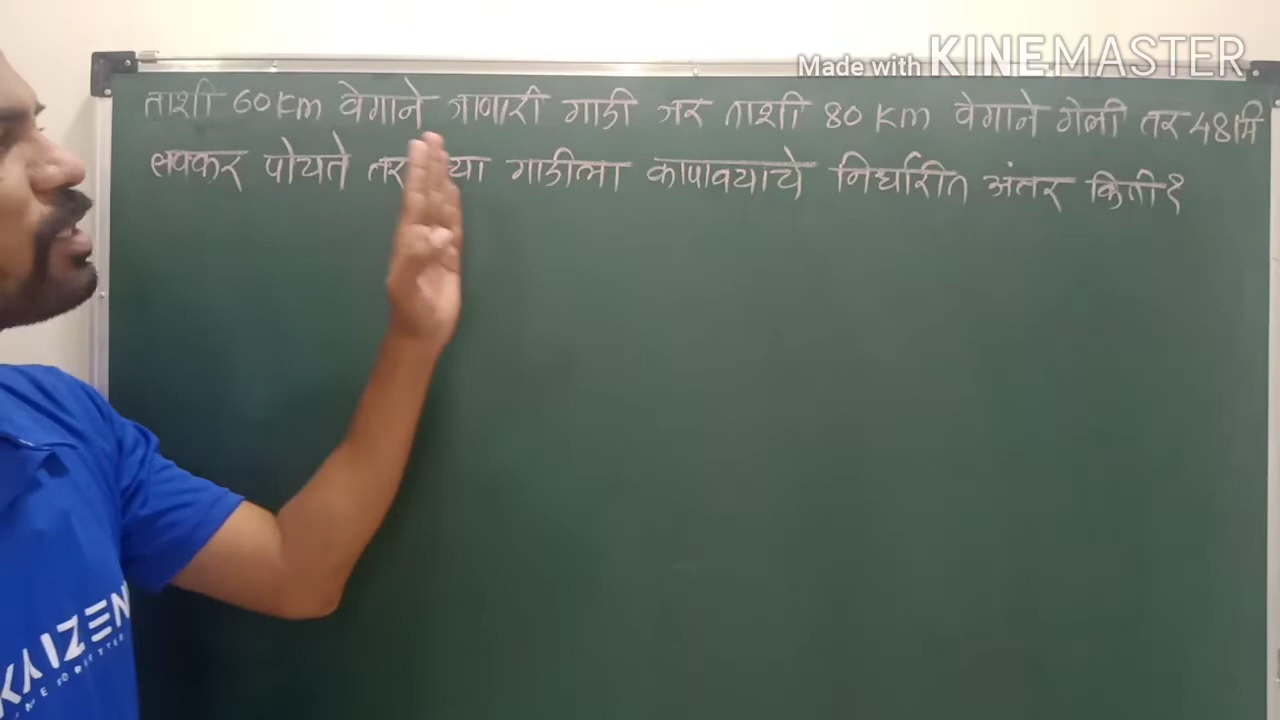 Made with KINEMASTER
ताशी 60 Km वेगाने जाणारी गाडी जर ताशी 80 KM वेगाने गेली तर 48 मि
लवकर पोचते तर त्या गाडीला कापावयाचे निर्धारीत अंतर किती?
KAIZEN